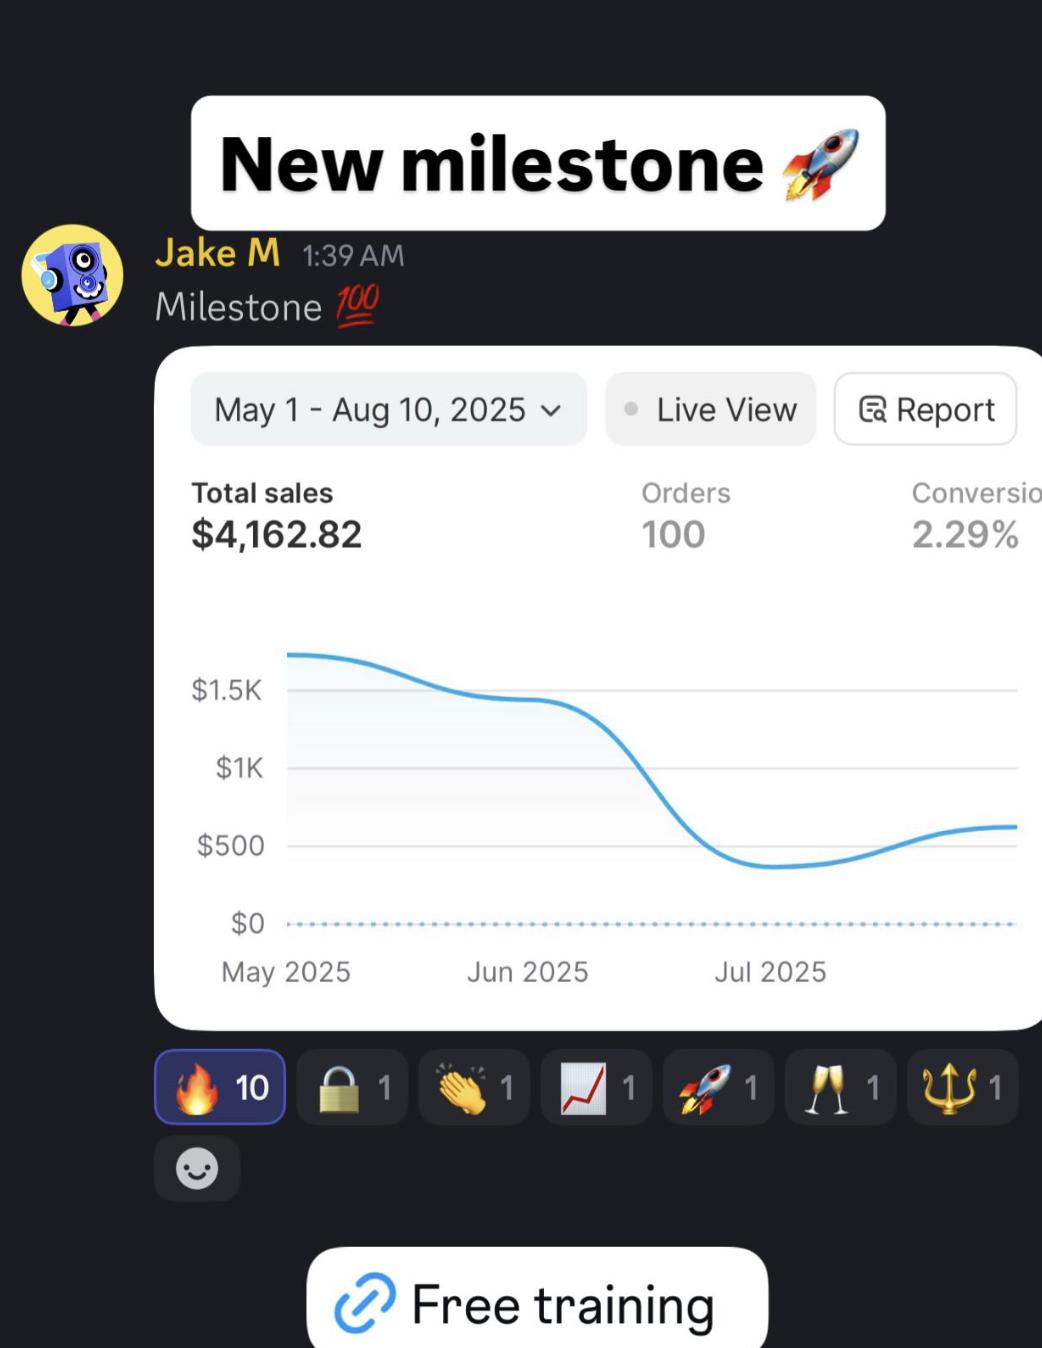 New milestone 🚀
Jake M 1:39 AM
Milestone 💯
May 1 - Aug 10, 2025
Live View
Report
Total sales
$4,162.82
Orders
100
Conversio
2.29%
$1.5K
$1K
$500
$0
May 2025
Jun 2025
Jul 2025
🔥 10
🔒 1
👏 1
📈 1
🚀 1
🥂 1
🔱 1
Free training